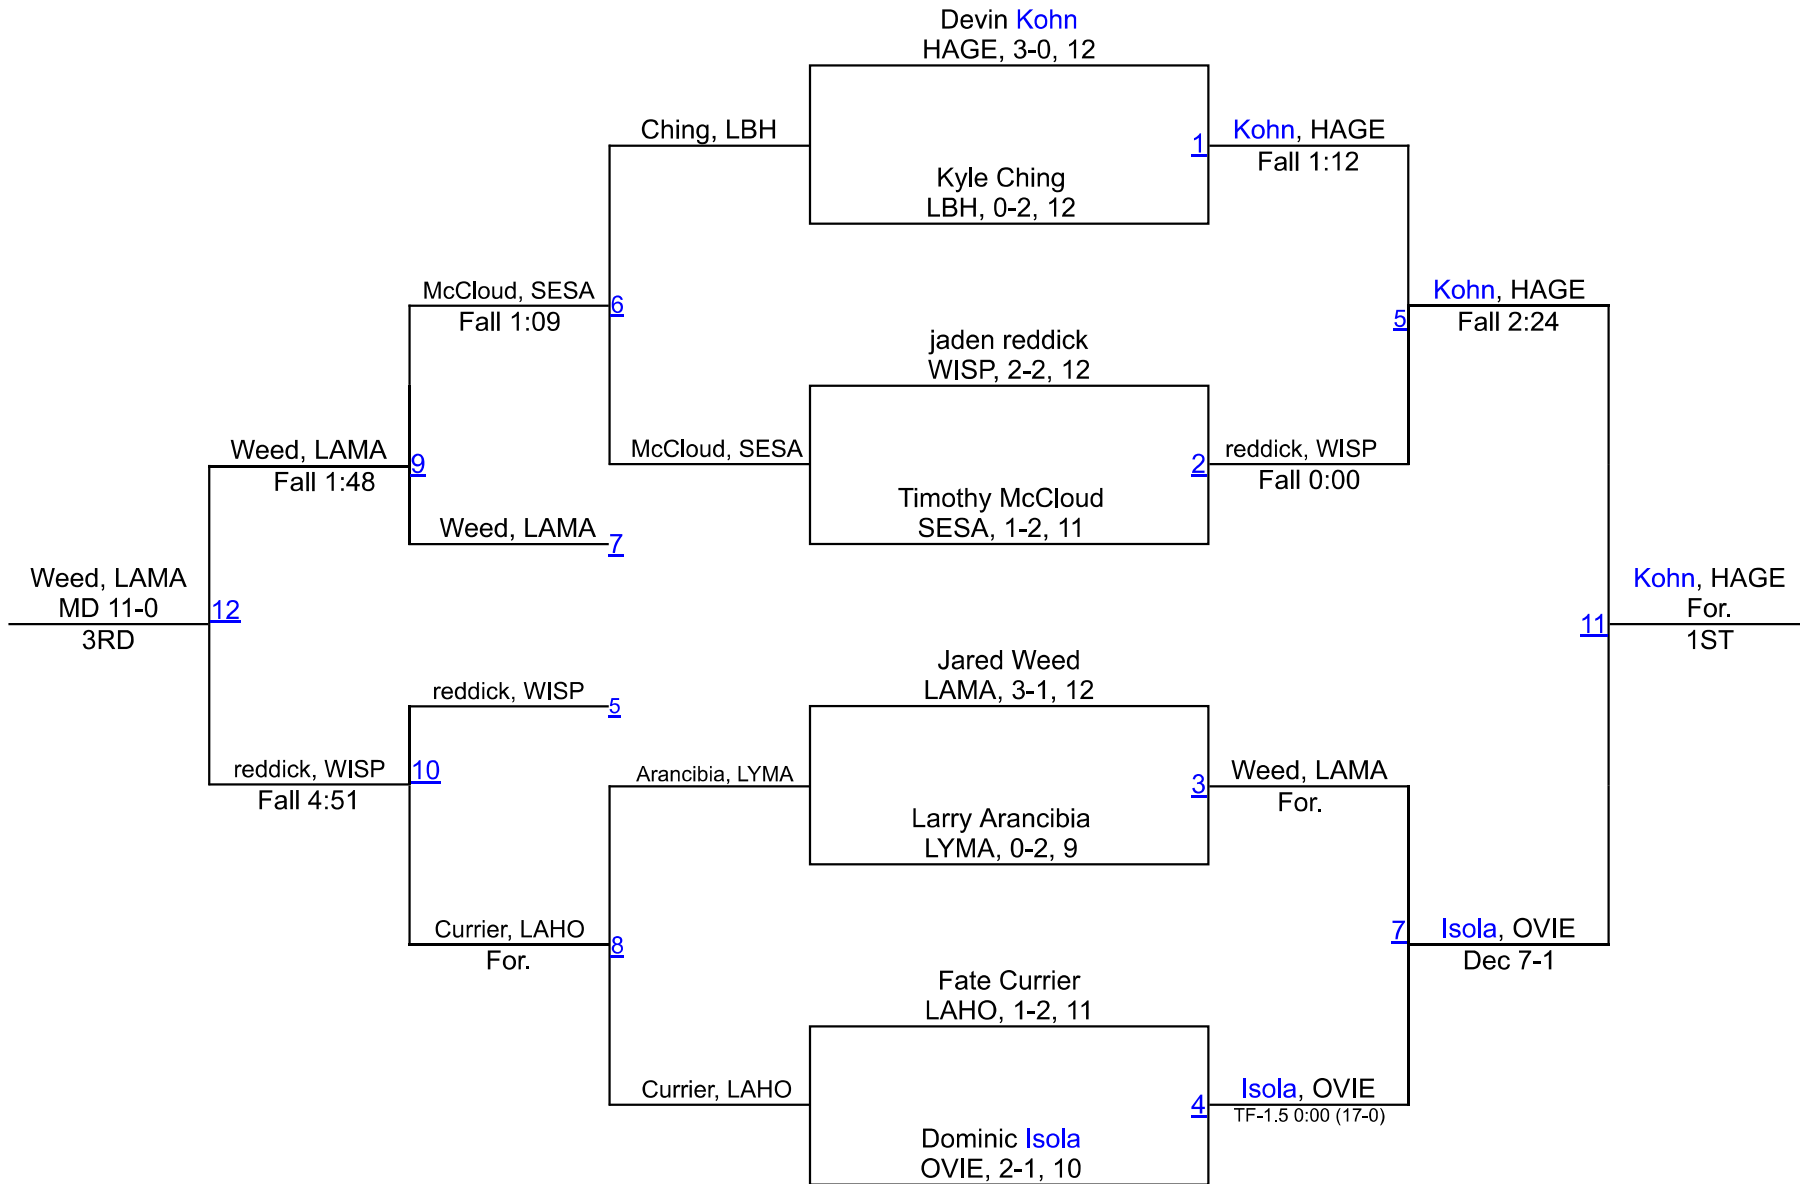 Devin Kohn
HAGE, 3-0, 12
Ching, LBH
1
Kohn, HAGE
Fall 1:12
Kyle Ching
LBH, 0-2, 12
McCloud, SESA
Fall 1:09
6
5
Kohn, HAGE
Fall 2:24
jaden reddick
WISP, 2-2, 12
Weed, LAMA
Fall 1:48
9
McCloud, SESA
2
reddick, WISP
Fall 0:00
Timothy McCloud
SESA, 1-2, 11
Weed, LAMA
7
Weed, LAMA
MD 11-0
3RD
12
11
Kohn, HAGE
For.
1ST
Jared Weed
LAMA, 3-1, 12
reddick, WISP
5
reddick, WISP
Fall 4:51
10
Arancibia, LYMA
3
Weed, LAMA
For.
Larry Arancibia
LYMA, 0-2, 9
Currier, LAHO
For.
8
7
Isola, OVIE
Dec 7-1
Fate Currier
LAHO, 1-2, 11
Currier, LAHO
4
Isola, OVIE
TF-1.5 0:00 (17-0)
Dominic Isola
OVIE, 2-1, 10